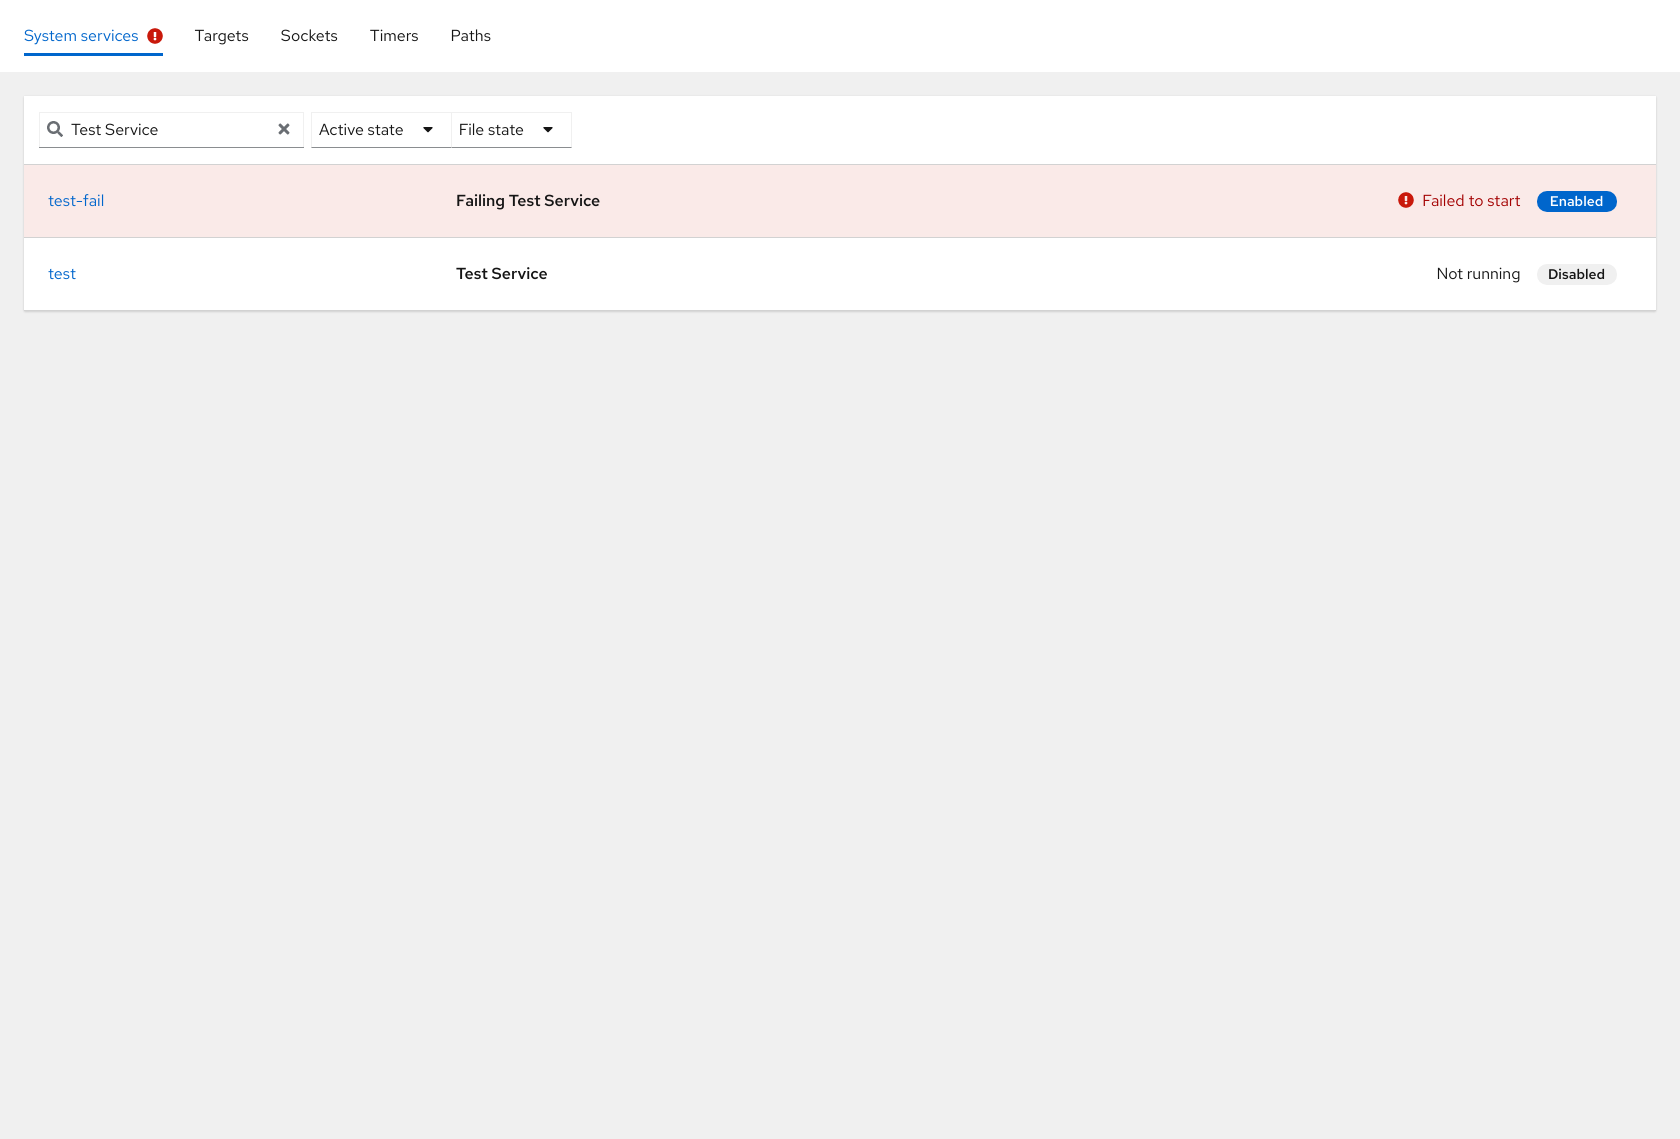 System services Targets Sockets Timers Paths
Test Service Active state File state
test-fail Failing Test Service Failed to start Enabled
test Test Service Not running Disabled